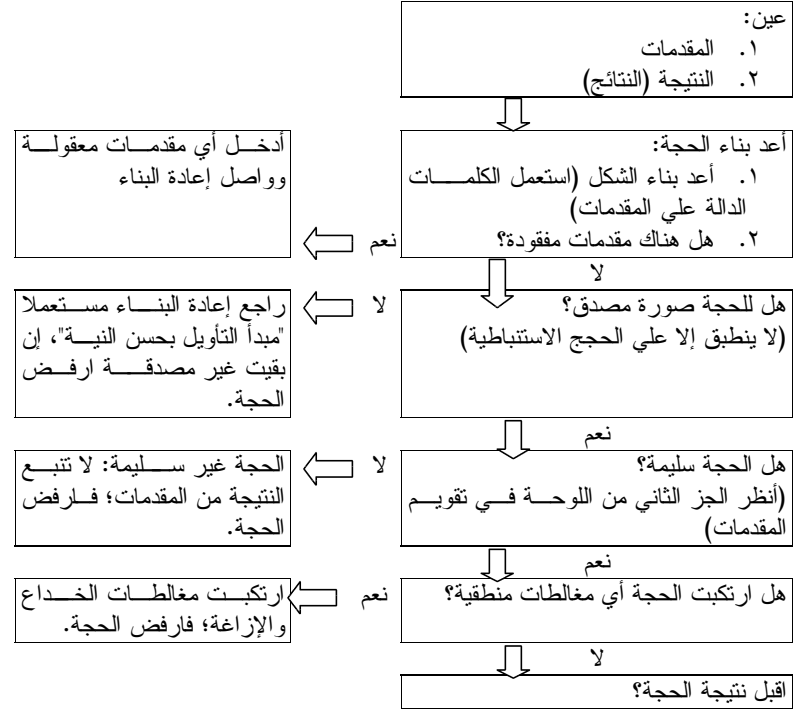 عين:
١. المقدمات
٢. النتيجة (النتائج)
أعد بناء الحجة:
١. أعد بناء الشكل (استعمل الكلمات
الدالة علي المقدمات)
٢. هل هناك مقدمات مفقودة؟
نعم
أدخل أي مقدمات معقولة
وواصل إعادة البناء
لا
هل للحجة صورة مصدق؟
(لا ينطبق إلا علي الحجج الاستنباطية)
لا
راجع إعادة البناء مستعملا
"مبدأ التأويل بحسن النية"، إن
بقيت غير مصدقة ارفض
الحجة.
نعم
هل الحجة سليمة؟
(أنظر الجز الثاني من اللوحة في تقويم
المقدمات)
لا
الحجة غير سليمة: لا تتبع
النتيجة من المقدمات؛ فارفض
الحجة.
نعم
هل ارتكبت الحجة أي مغالطات منطقية؟
نعم
ارتكبت مغالطات الخداع
والإزاغة؛ فارفض الحجة.
لا
اقبل نتيجة الحجة؟